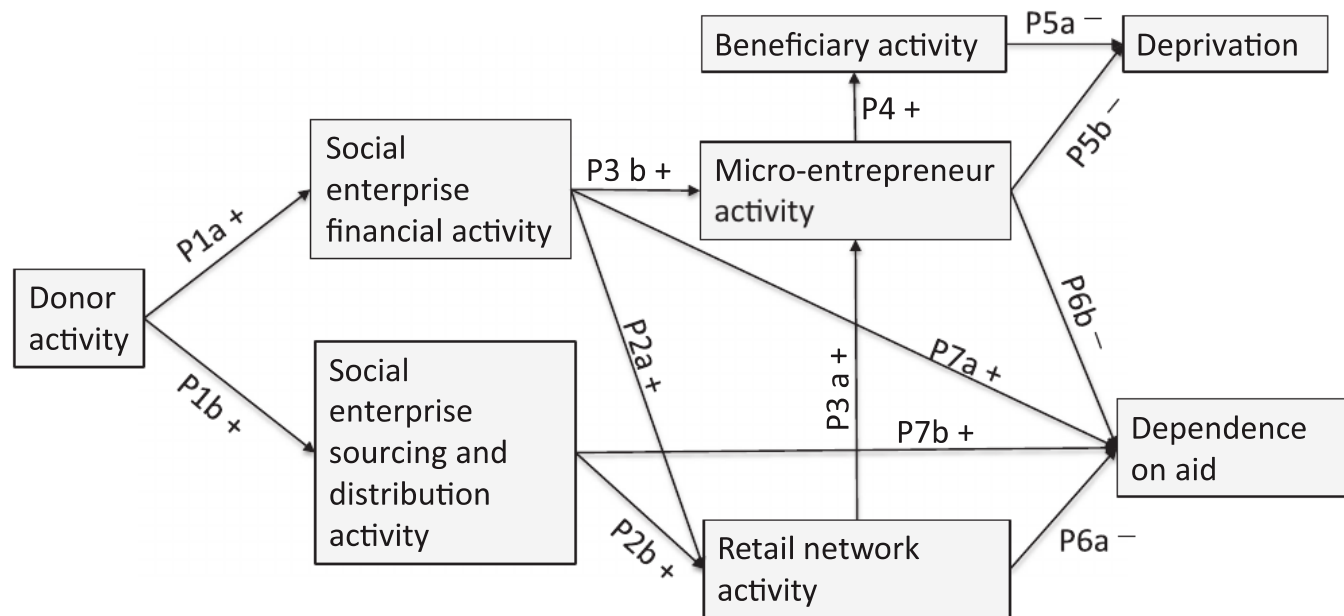 Beneficiary activity
P5a –
Deprivation
P4 +
P5b –
Social
enterprise
financial activity
P3 b +
Micro-entrepreneur
activity
P1a +
Donor
activity
P6b –
P2a +
P3 a +
P7a +
Social
enterprise
sourcing and
distribution
activity
P1b +
P7b +
Dependence
on aid
P2b +
Retail network
activity
P6a –